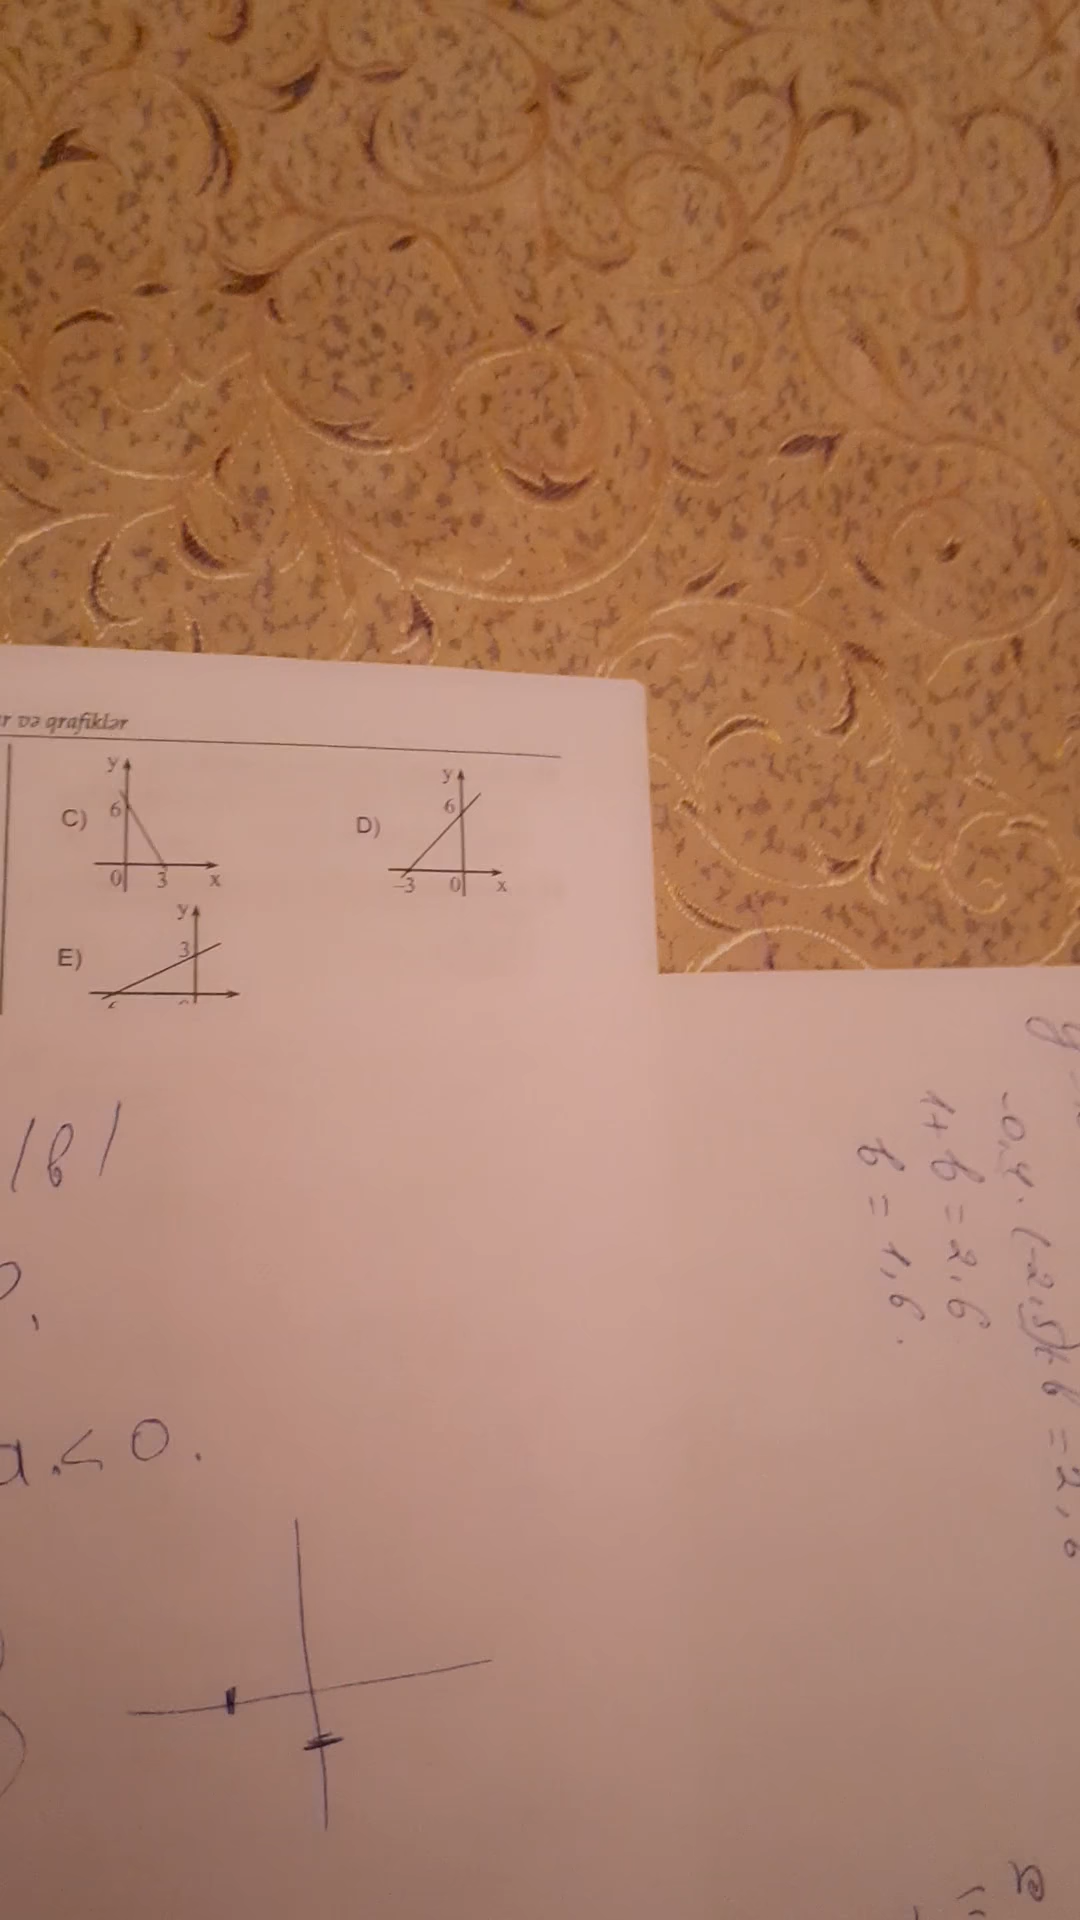 və qrafiklər
C) y 6 0 3 x
D) y 6 -3 0 x
E) y 3
|b|
a < 0.
-0,4 · (-2,5) + b = 2,6
1 + b = 2,6
b = 1,6.